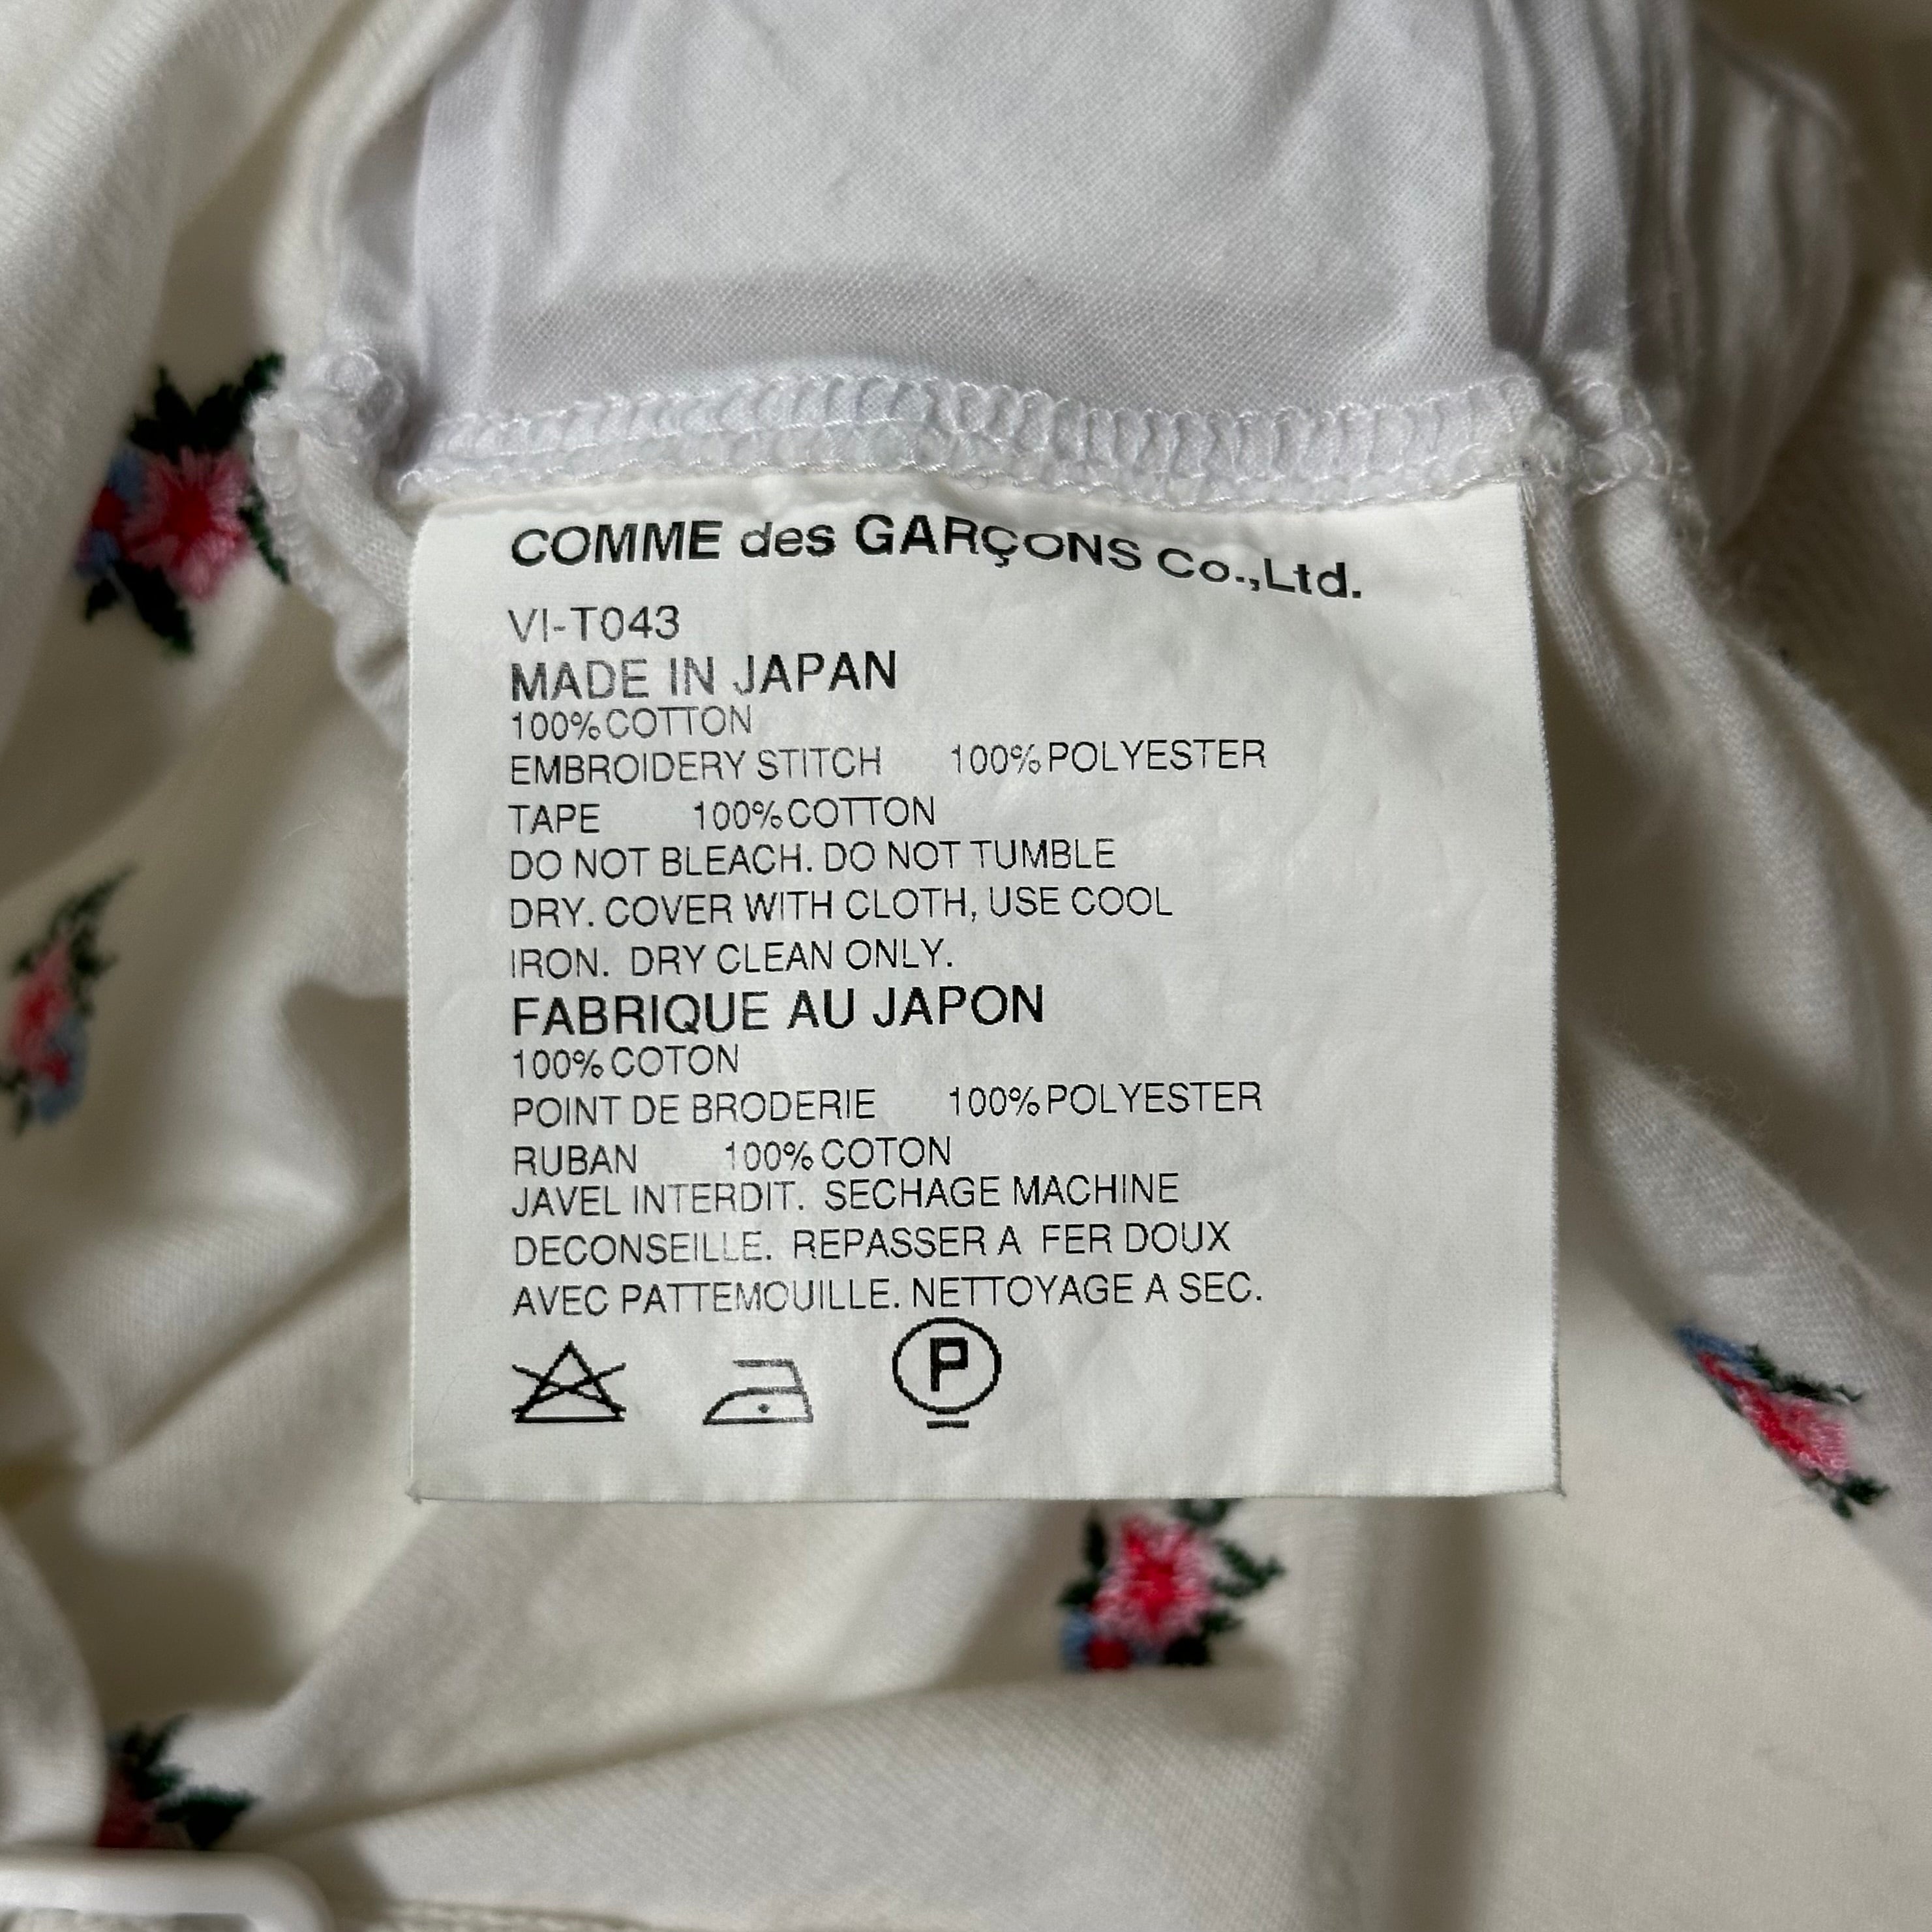 COMME des GARÇONS Co.,Ltd.
VI-T043
MADE IN JAPAN
100%COTTON
EMBROIDERY STITCH 100%POLYESTER
TAPE 100%COTTON
DO NOT BLEACH. DO NOT TUMBLE
DRY. COVER WITH CLOTH, USE COOL
IRON. DRY CLEAN ONLY.
FABRIQUE AU JAPON
100%COTON
POINT DE BRODERIE 100%POLYESTER
RUBAN 100%COTON
JAVEL INTERDIT. SECHAGE MACHINE
DECONSEILLE. REPASSER A FER DOUX
AVEC PATTEMOUILLE. NETTOYAGE A SEC.
P